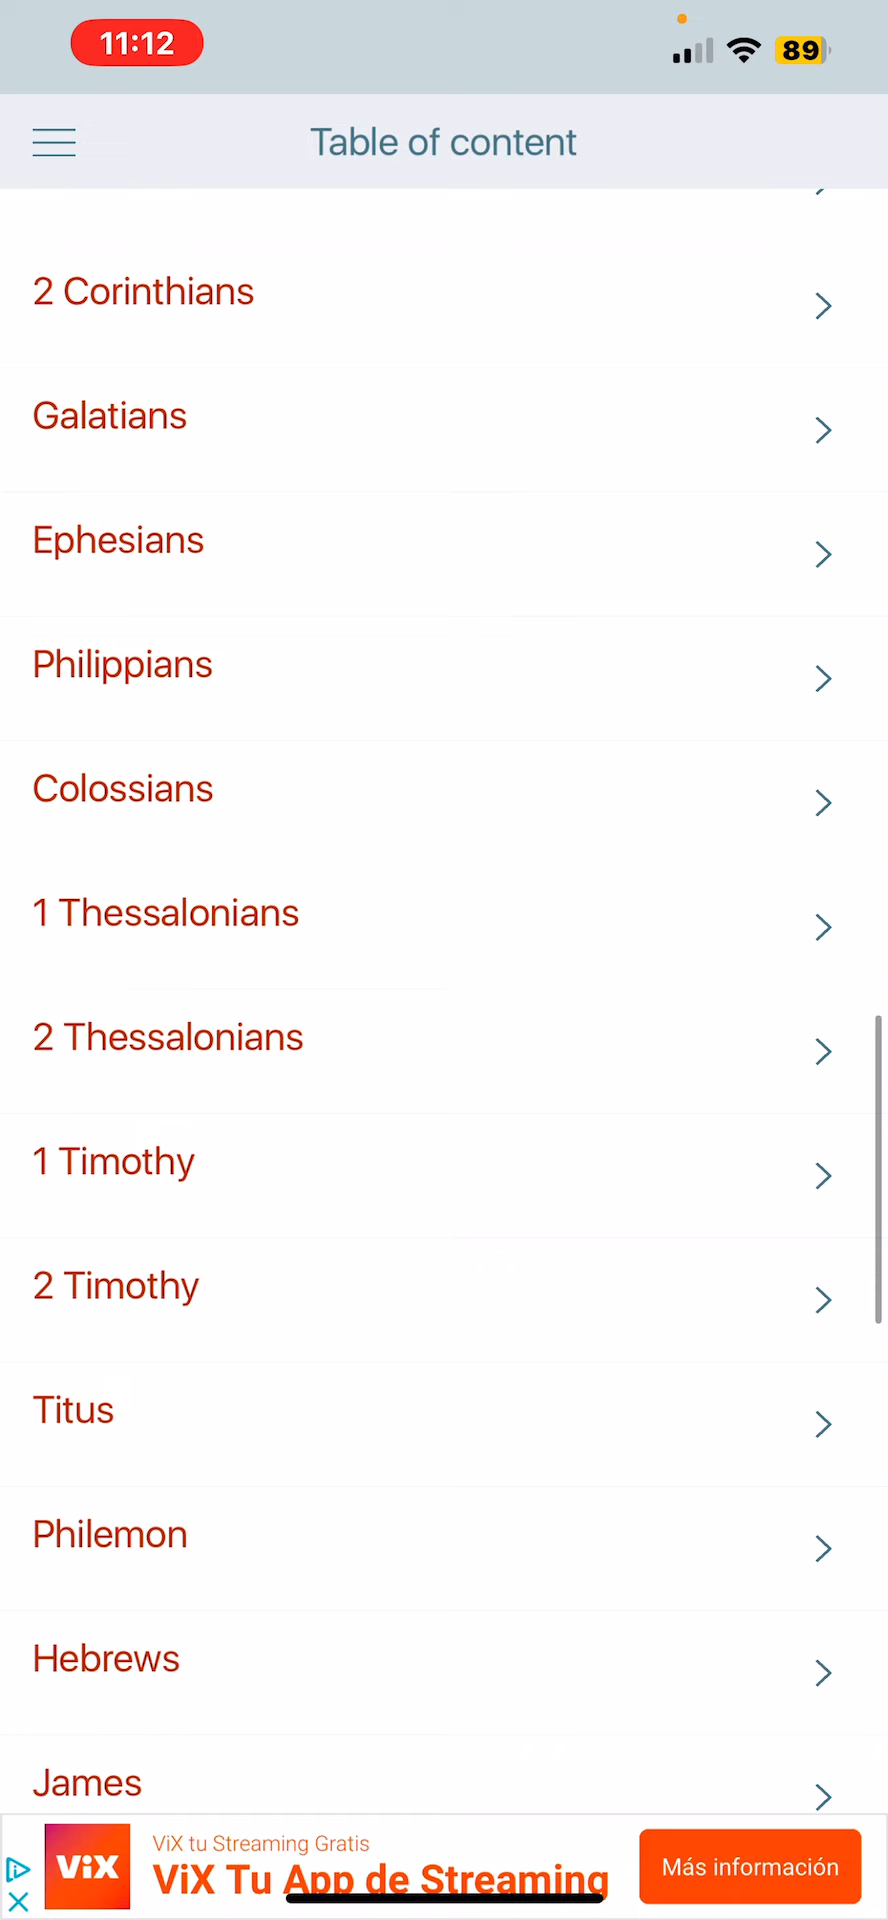 11:12
89
Table of content
2 Corinthians
Galatians
Ephesians
Philippians
Colossians
1 Thessalonians
2 Thessalonians
1 Timothy
2 Timothy
Titus
Philemon
Hebrews
James
ViX
ViX tu Streaming Gratis
ViX Tu App de Streaming
Más información